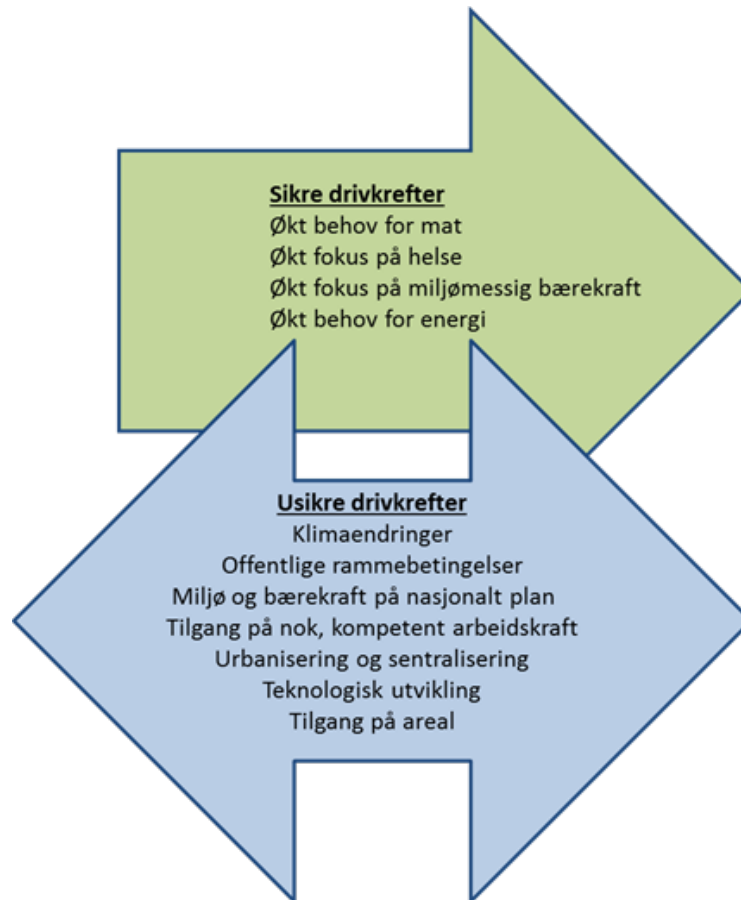 Sikre drivkrefter
Økt behov for mat
Økt fokus på helse
Økt fokus på miljømessig bærekraft
Økt behov for energi
Usikre drivkrefter
Klimaendringer
Offentlige rammebetingelser
Miljø og bærekraft på nasjonalt plan
Tilgang på nok, kompetent arbeidskraft
Urbanisering og sentralisering
Teknologisk utvikling
Tilgang på areal